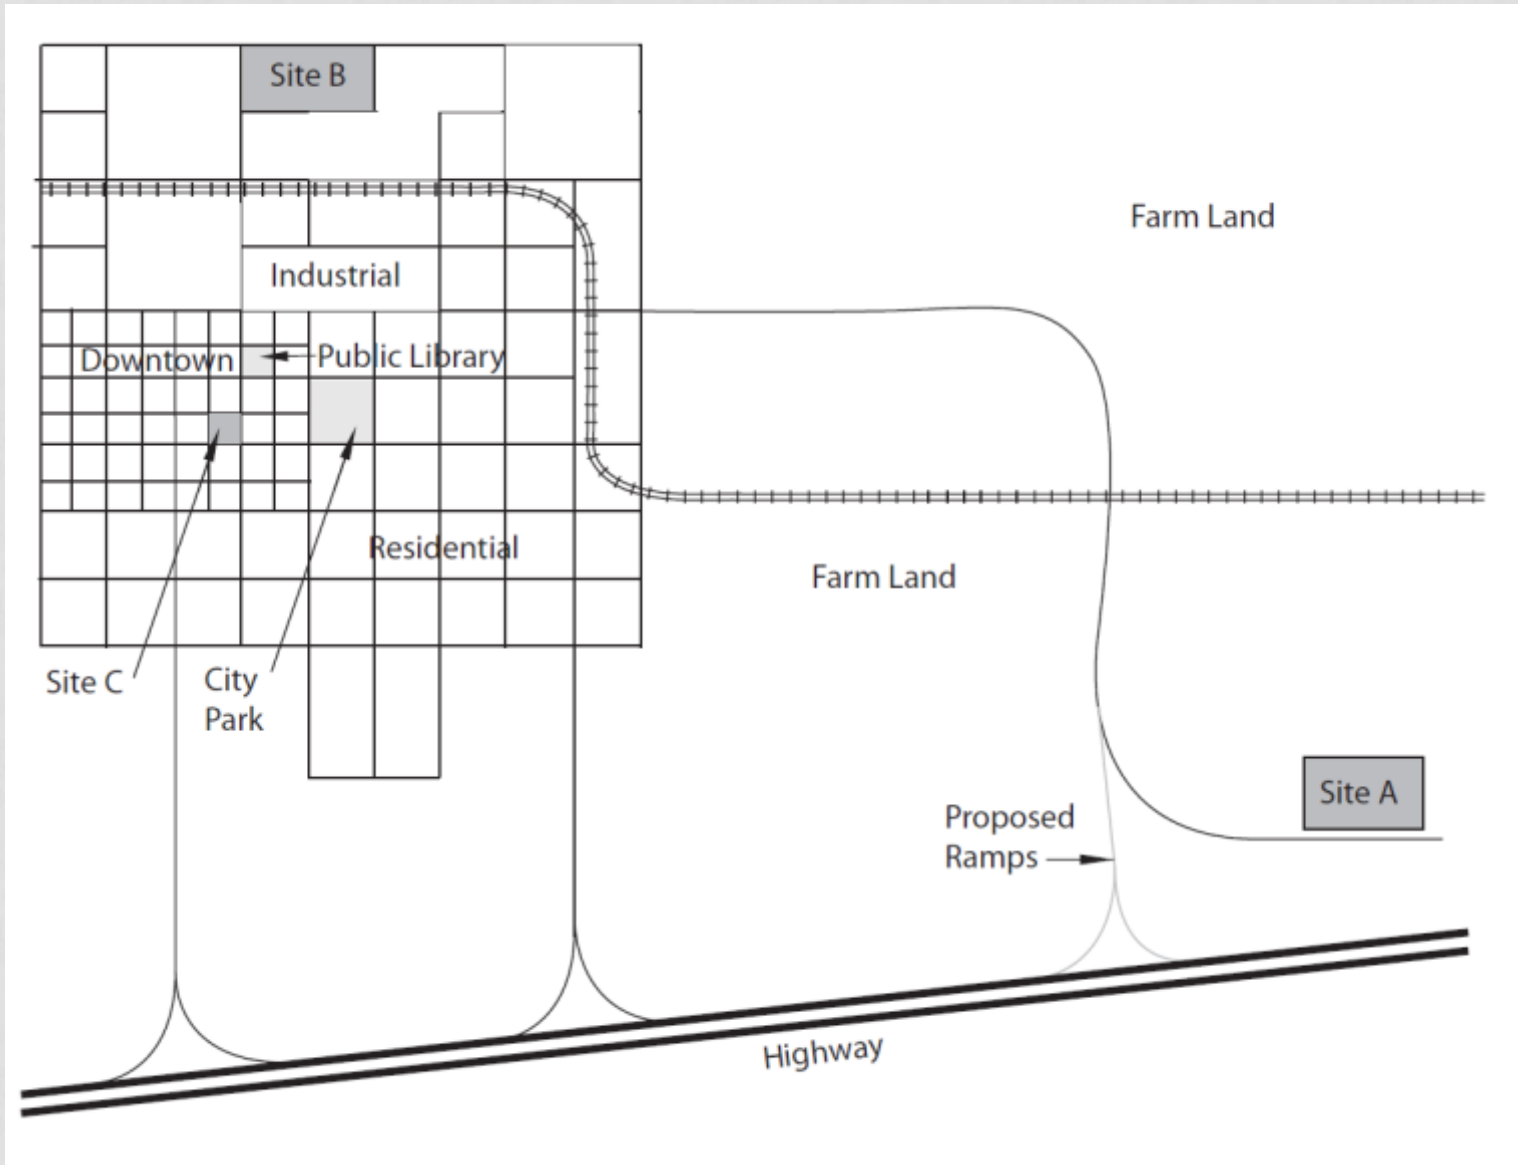 Site B
Farm Land
Industrial
Downtown
Public Library
Residential
Farm Land
Site C
City
Park
Site A
Proposed
Ramps
Highway